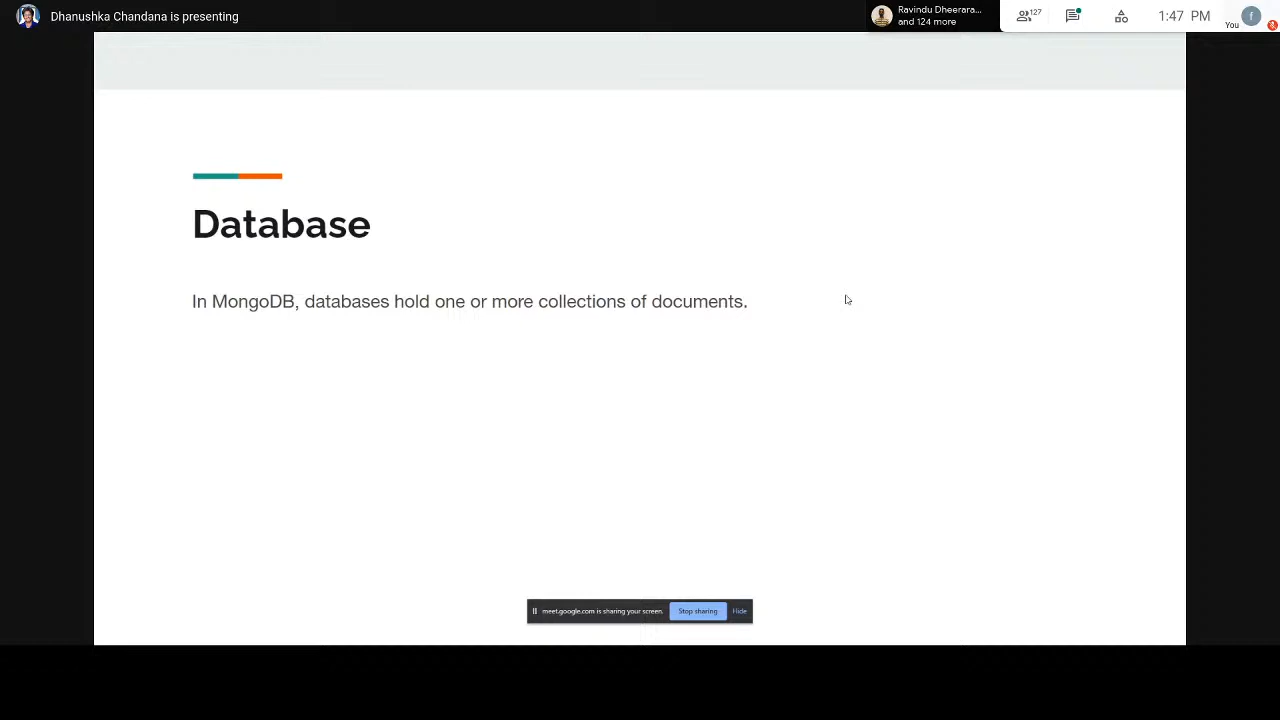 Dhanushka Chandana is presenting
Ravindu Dheerara...
and 124 more
127
1:47 PM
You
f
Database
In MongoDB, databases hold one or more collections of documents.
meet.google.com is sharing your screen.
Stop sharing
Hide